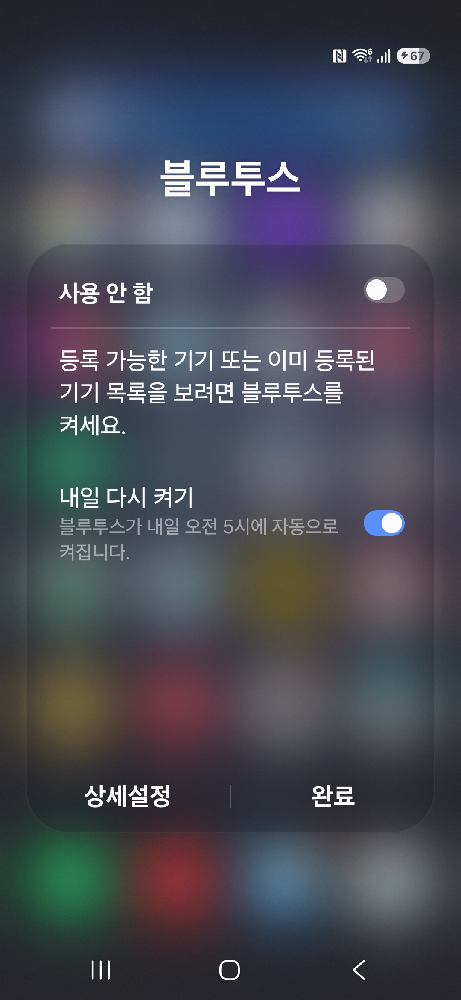 6
67
블루투스
사용 안 함
등록 가능한 기기 또는 이미 등록된
기기 목록을 보려면 블루투스를
켜세요.
내일 다시 켜기
블루투스가 내일 오전 5시에 자동으로
켜집니다.
상세설정
완료